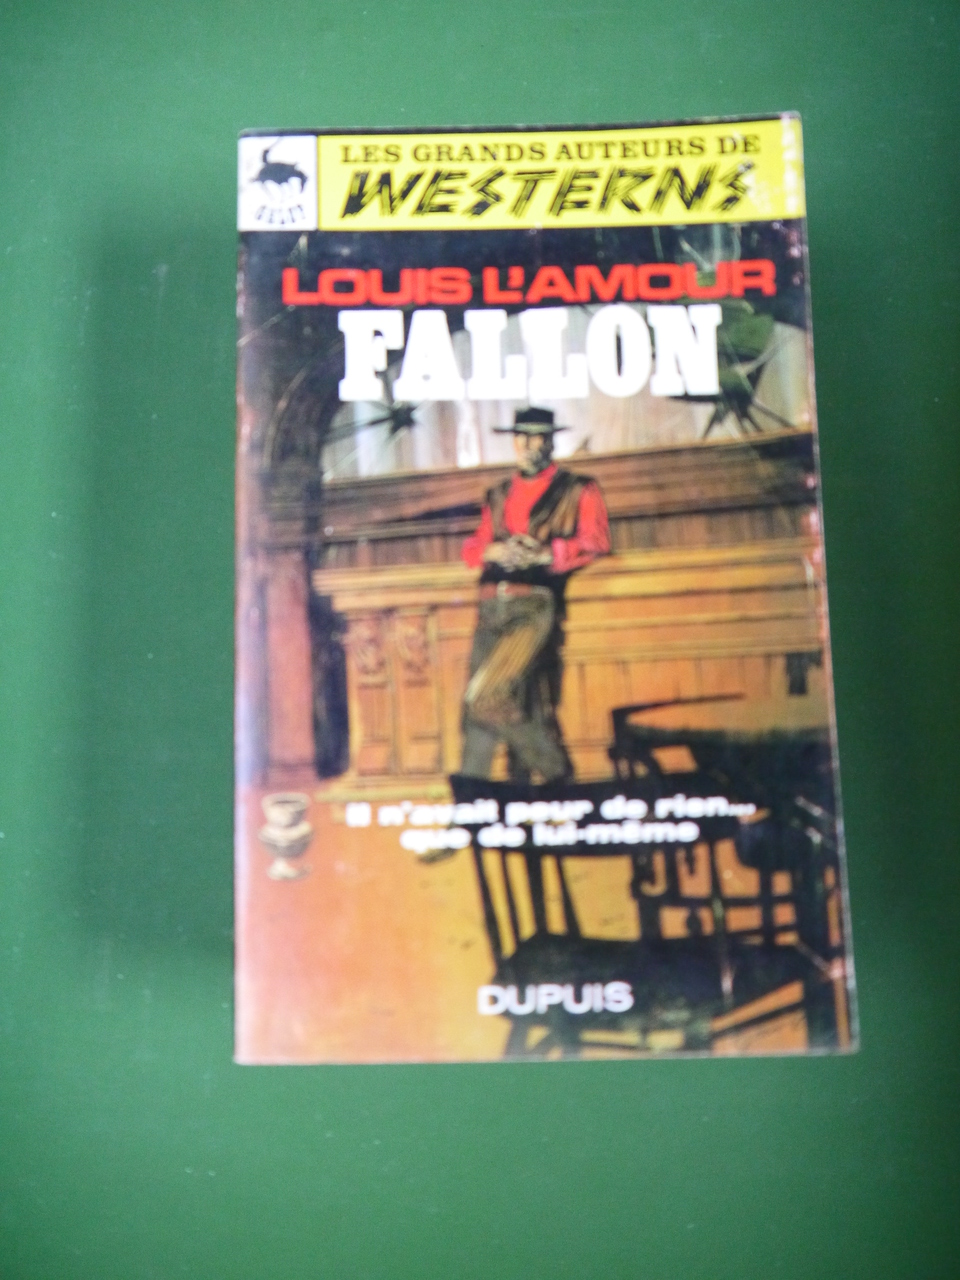 LES GRANDS AUTEURS DE
WESTERNS
LOUIS L'AMOUR
FALLON
Il n'avait peur de rien...
que de lui-même
DUPUIS